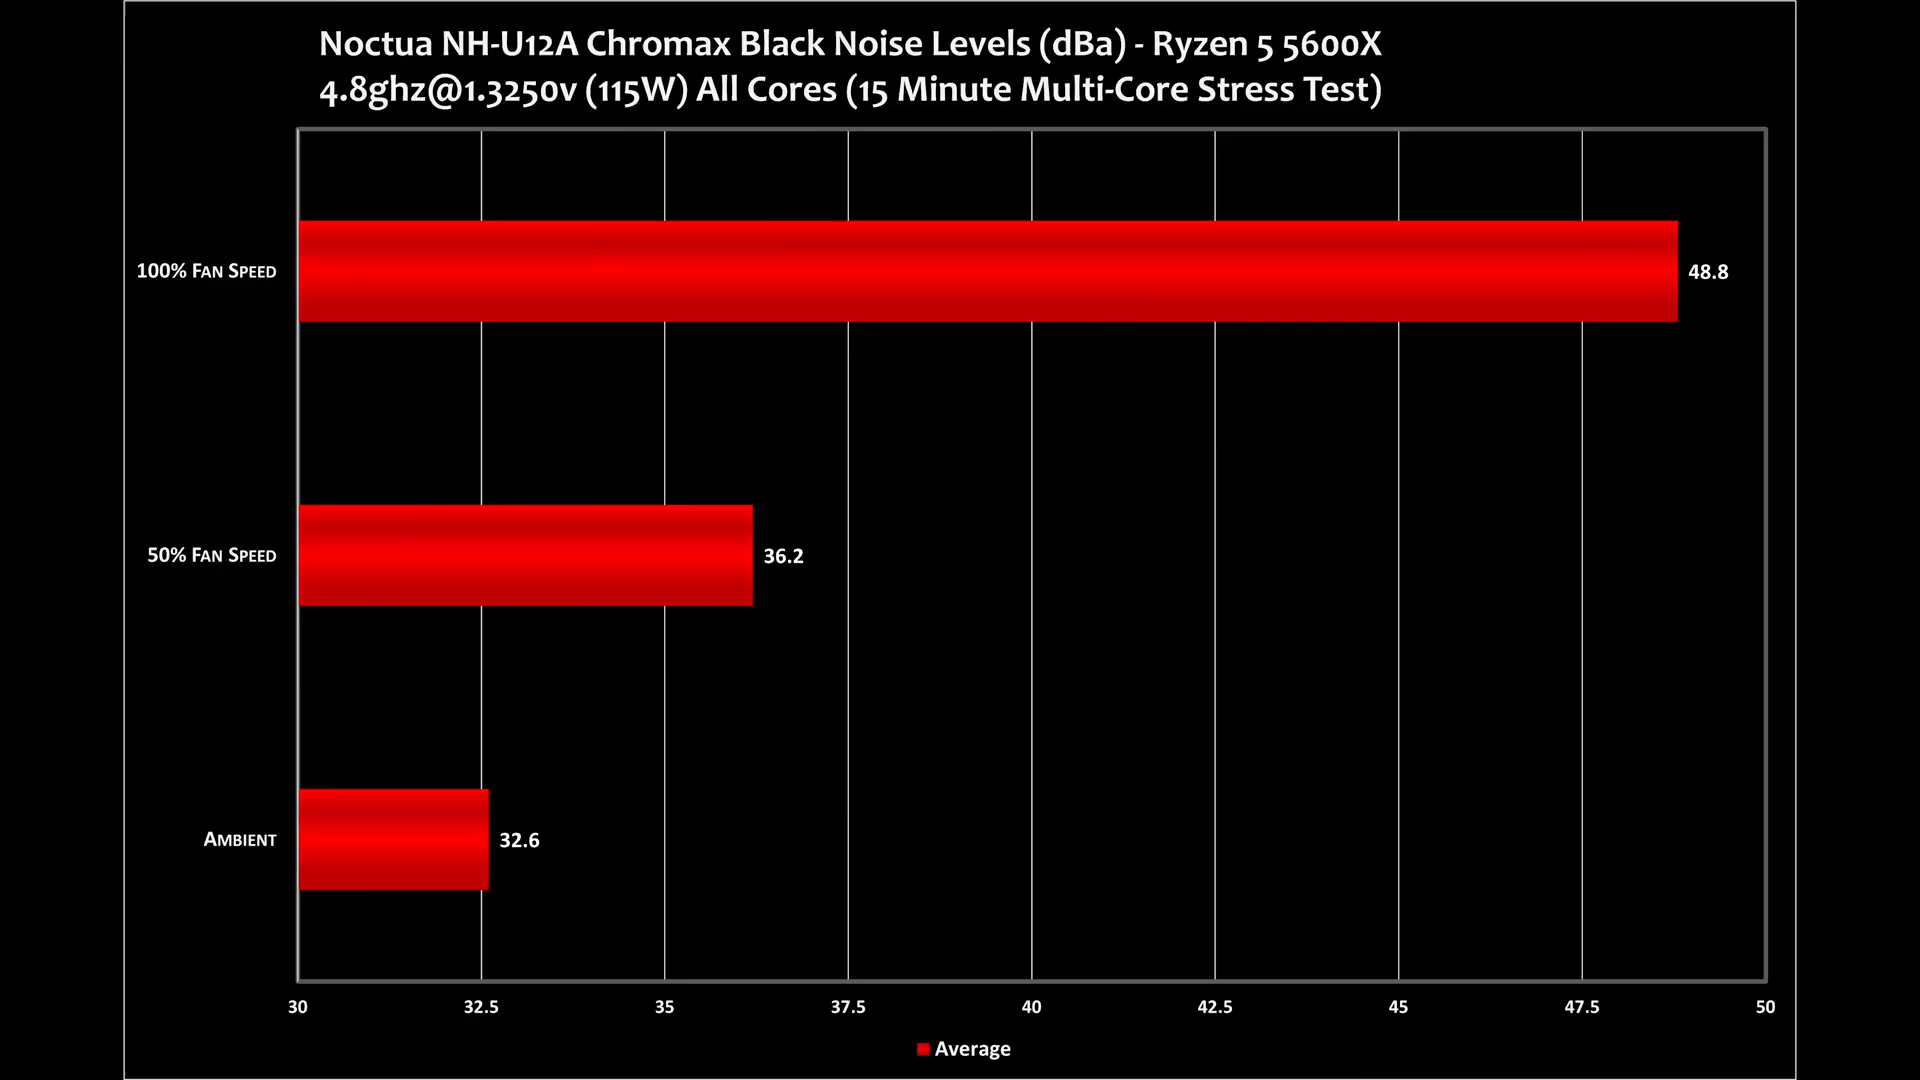 Noctua NH-U12A Chromax Black Noise Levels (dBa) - Ryzen 5 5600X
4.8ghz@1.3250v (115W) All Cores (15 Minute Multi-Core Stress Test)
100% Fan Speed
48.8
50% Fan Speed
36.2
Ambient
32.6
30 32.5 35 37.5 40 42.5 45 47.5 50
Average